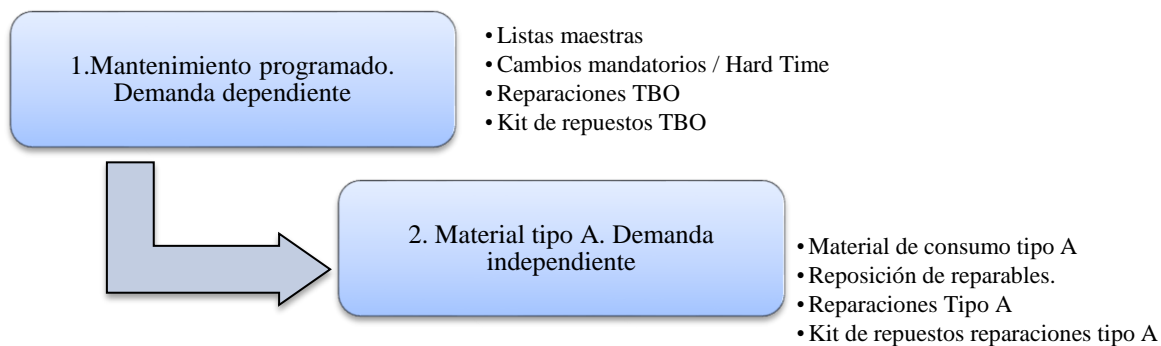 1.Mantenimiento programado.
Demanda dependiente
• Listas maestras
• Cambios mandatorios / Hard Time
• Reparaciones TBO
• Kit de repuestos TBO
2. Material tipo A. Demanda
independiente
• Material de consumo tipo A
• Reposición de reparables.
• Reparaciones Tipo A
• Kit de repuestos reparaciones tipo A